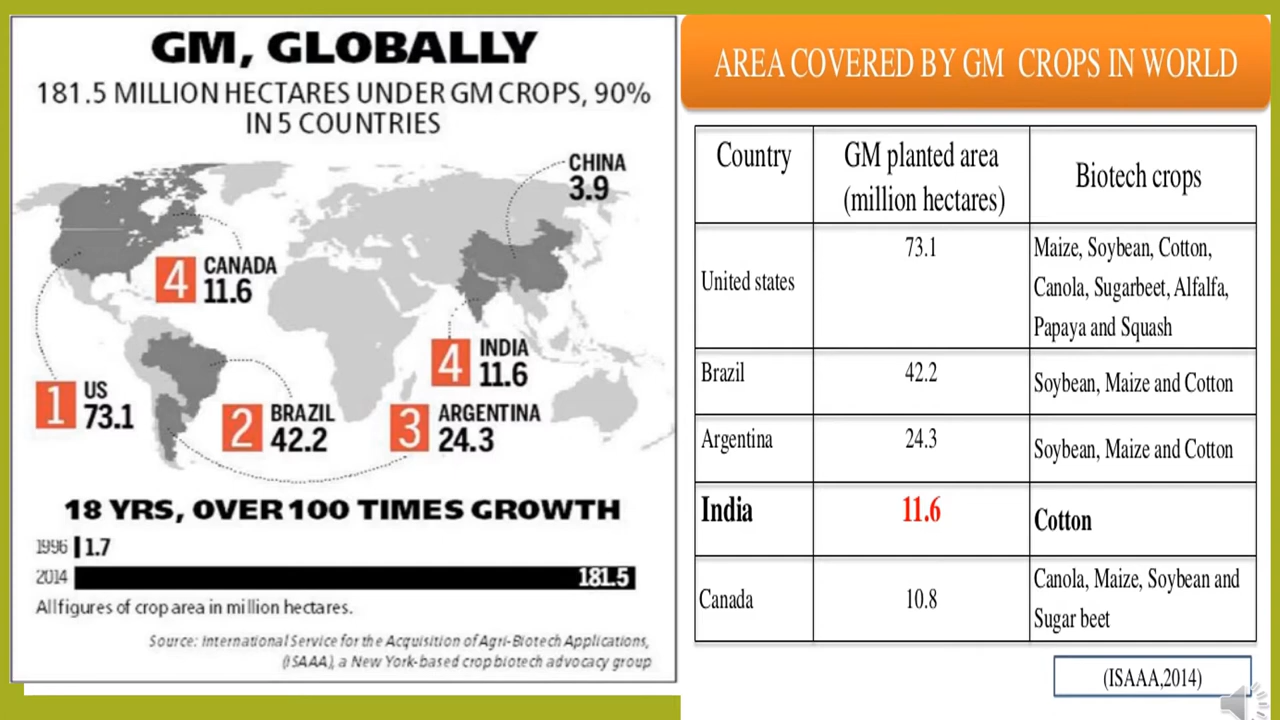 GM, GLOBALLY
181.5 MILLION HECTARES UNDER GM CROPS, 90%
IN 5 COUNTRIES
CHINA
3.9
4 CANADA
11.6
4 INDIA
11.6
1 US
73.1
2 BRAZIL
42.2
3 ARGENTINA
24.3
18 YRS, OVER 100 TIMES GROWTH
1996 1.7
2014 181.5
All figures of crop area in million hectares.
Source: International Service for the Acquisition of Agri-Biotech Applications,
(ISAAA), a New York-based crop biotech advocacy group
AREA COVERED BY GM CROPS IN WORLD
Country GM planted area (million hectares) Biotech crops
United states 73.1 Maize, Soybean, Cotton,
Canola, Sugarbeet, Alfalfa,
Papaya and Squash
Brazil 42.2 Soybean, Maize and Cotton
Argentina 24.3 Soybean, Maize and Cotton
India 11.6 Cotton
Canada 10.8 Canola, Maize, Soybean and
Sugar beet
(ISAAA,2014)